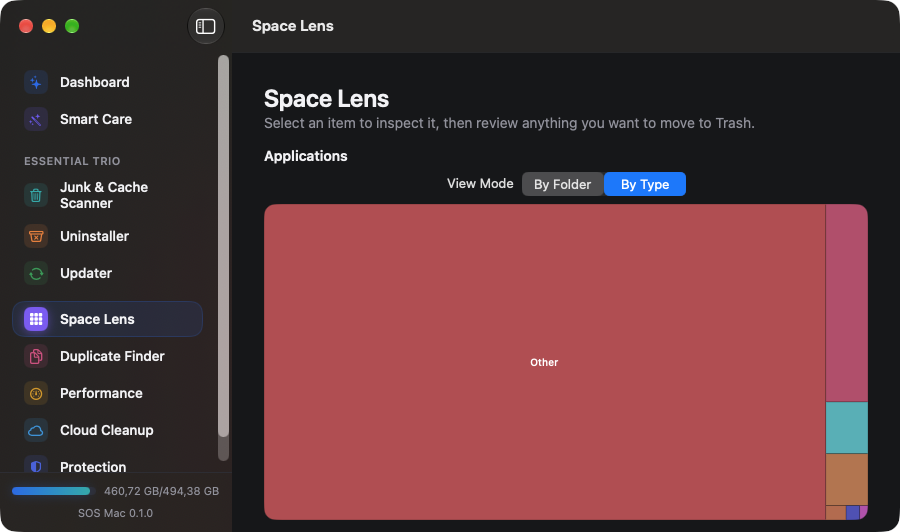 Space Lens
Dashboard
Smart Care
ESSENTIAL TRIO
Junk & Cache
Scanner
Uninstaller
Updater
Space Lens
Duplicate Finder
Performance
Cloud Cleanup
Protection
460,72 GB/494,38 GB
SOS Mac 0.1.0
Space Lens
Select an item to inspect it, then review anything you want to move to Trash.
Applications
View Mode By Folder By Type
Other